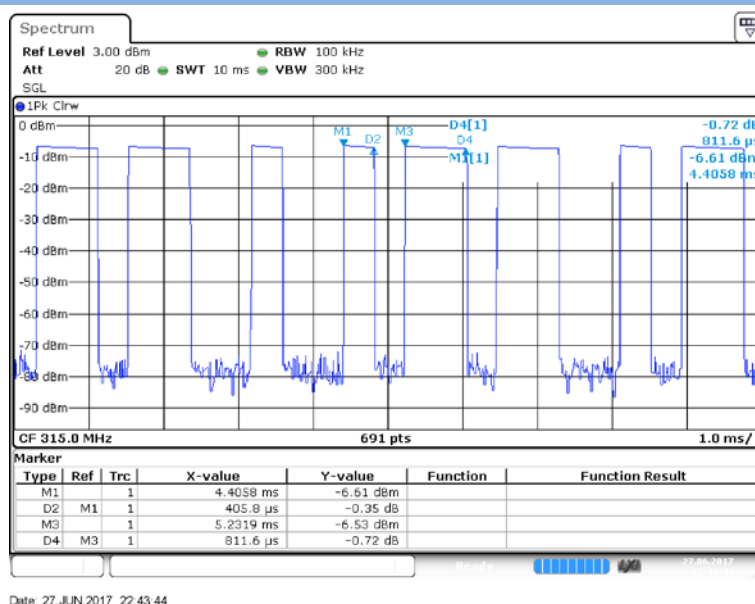 Spectrum
Ref Level 3.00 dBm RBW 100 kHz
Att 20 dB SWT 10 ms VBW 300 kHz
SGL
1Pk Clrw
0 dBm
D4[1] -0.72 dB
811.6 µs
M1[1] -6.61 dBm
4.4058 ms
M1 D2 M3 D4
-10 dBm
-20 dBm
-30 dBm
-40 dBm
-50 dBm
-60 dBm
-70 dBm
-80 dBm
-90 dBm
CF 315.0 MHz 691 pts 1.0 ms/
Marker
Type Ref Trc X-value Y-value Function Function Result
M1 1 4.4058 ms -6.61 dBm
D2 M1 1 405.8 µs -0.35 dB
M3 1 5.2319 ms -6.53 dBm
D4 M3 1 811.6 µs -0.72 dB
Ready 27.06.2017
Date: 27.JUN.2017 22:43:44